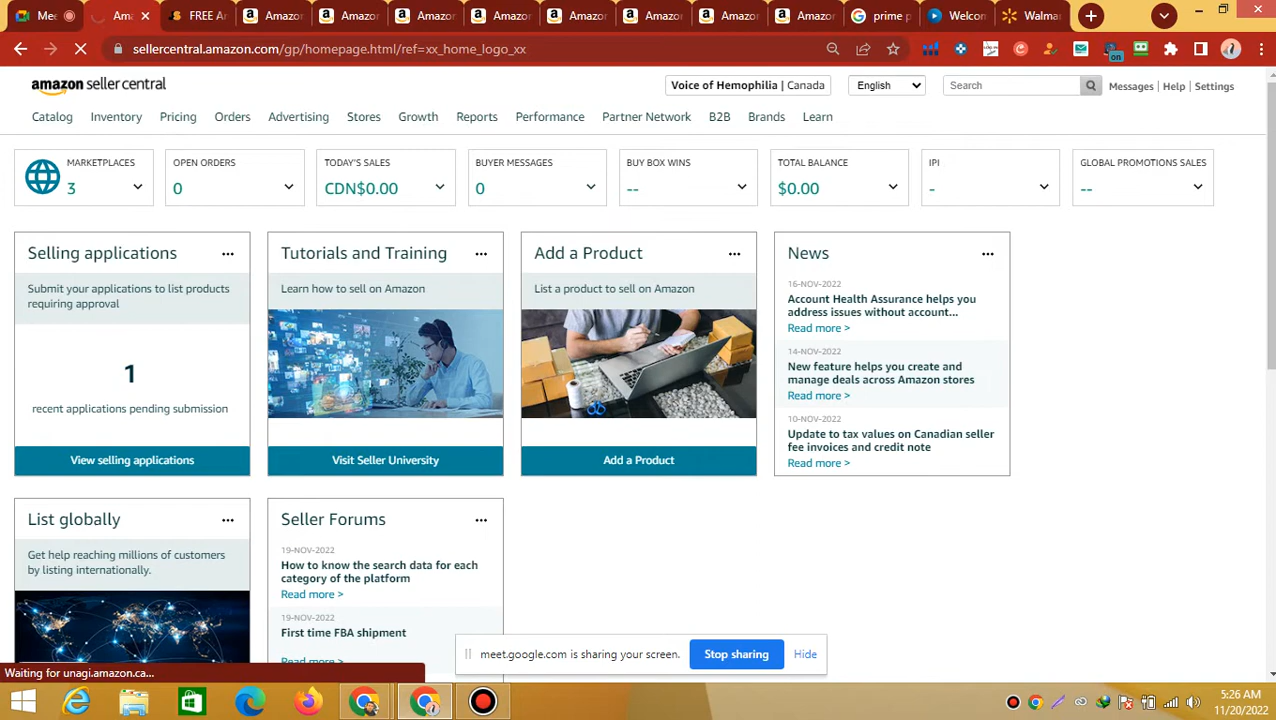 Mee
Ama
FREE Am
Amazon
Amazon
Amazon
Amazon
Amazon
Amazon
Amazon
Amazon
prime p
Welcom
Walma
sellercentral.amazon.com/gp/homepage.html/ref=xx_home_logo_xx
on
amazon seller central
Voice of Hemophilia | Canada
English
Search
Messages | Help | Settings
Catalog Inventory Pricing Orders Advertising Stores Growth Reports Performance Partner Network B2B Brands Learn
MARKETPLACES
3
OPEN ORDERS
0
TODAY'S SALES
CDN$0.00
BUYER MESSAGES
0
BUY BOX WINS
--
TOTAL BALANCE
$0.00
IPI
-
GLOBAL PROMOTIONS SALES
--
Selling applications
Submit your applications to list products
requiring approval
1
recent applications pending submission
View selling applications
Tutorials and Training
Learn how to sell on Amazon
Visit Seller University
Add a Product
List a product to sell on Amazon
Add a Product
News
16-NOV-2022
Account Health Assurance helps you
address issues without account...
Read more >
14-NOV-2022
New feature helps you create and
manage deals across Amazon stores
Read more >
10-NOV-2022
Update to tax values on Canadian seller
fee invoices and credit note
Read more >
List globally
Get help reaching millions of customers
by listing internationally.
Seller Forums
19-NOV-2022
How to know the search data for each
category of the platform
Read more >
19-NOV-2022
First time FBA shipment
Read more >
meet.google.com is sharing your screen.
Stop sharing
Hide
Waiting for unagi.amazon.ca...
5:26 AM
11/20/2022